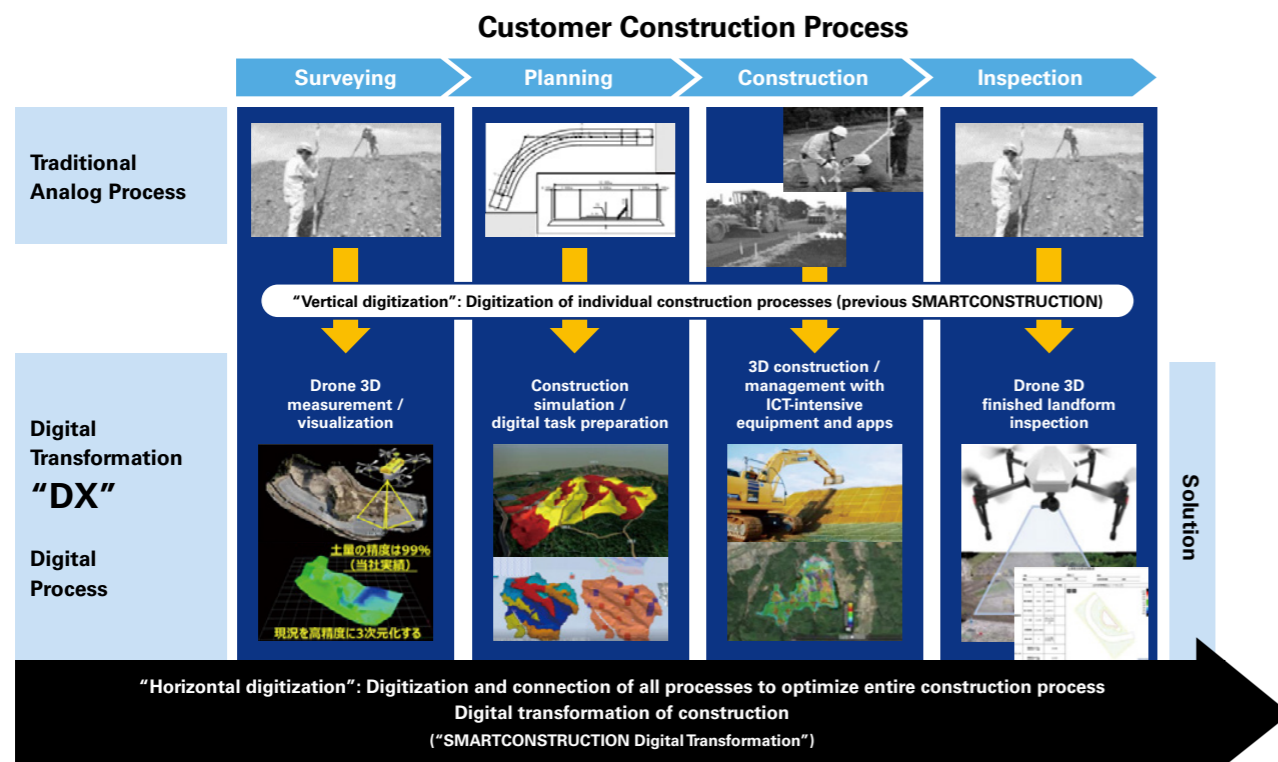 Customer Construction Process
Surveying
Planning
Construction
Inspection
Traditional
Analog Process
“Vertical digitization”: Digitization of individual construction processes (previous SMARTCONSTRUCTION)
Digital
Transformation
“DX”
Digital
Process
Drone 3D
measurement /
visualization
土量の精度は99%
(当社実績)
現況を高精度に3次元化する
Construction
simulation /
digital task preparation
3D construction /
management with
ICT-intensive
equipment and apps
Drone 3D
finished landform
inspection
Solution
“Horizontal digitization”: Digitization and connection of all processes to optimize entire construction process
Digital transformation of construction
(“SMARTCONSTRUCTION Digital Transformation”)